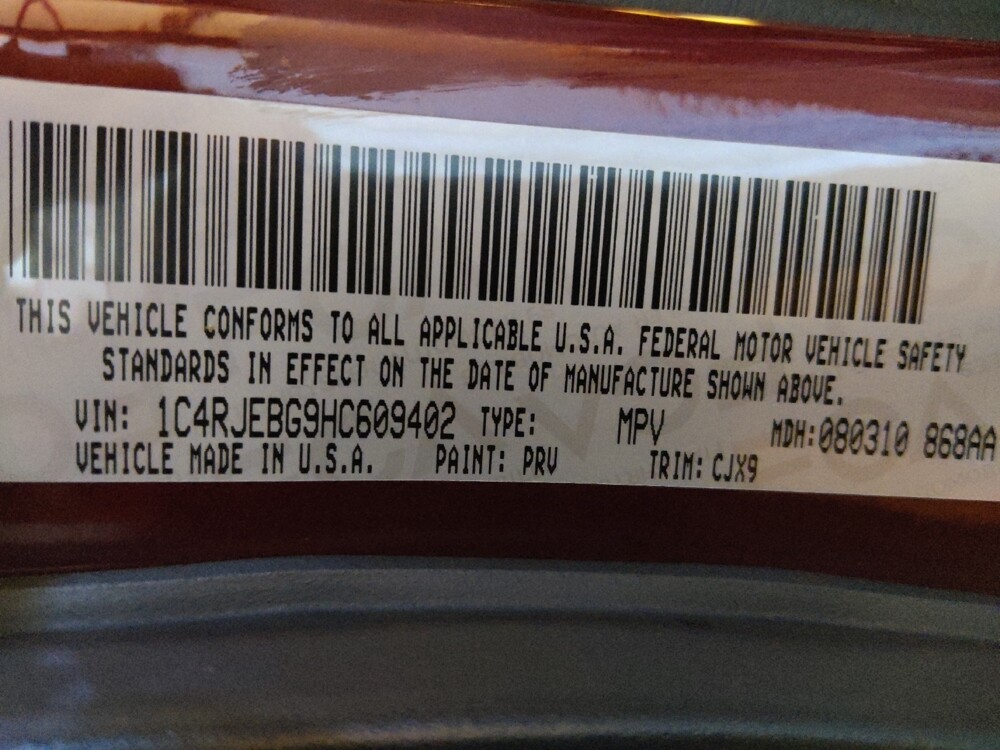 THIS VEHICLE CONFORMS TO ALL APPLICABLE U.S.A. FEDERAL MOTOR VEHICLE SAFETY
STANDARDS IN EFFECT ON THE DATE OF MANUFACTURE SHOWN ABOVE.
VIN: 1C4RJEBG9HC609402 TYPE: MPV MDH:080310 868AA
VEHICLE MADE IN U.S.A. PAINT: PRV TRIM: CJX9